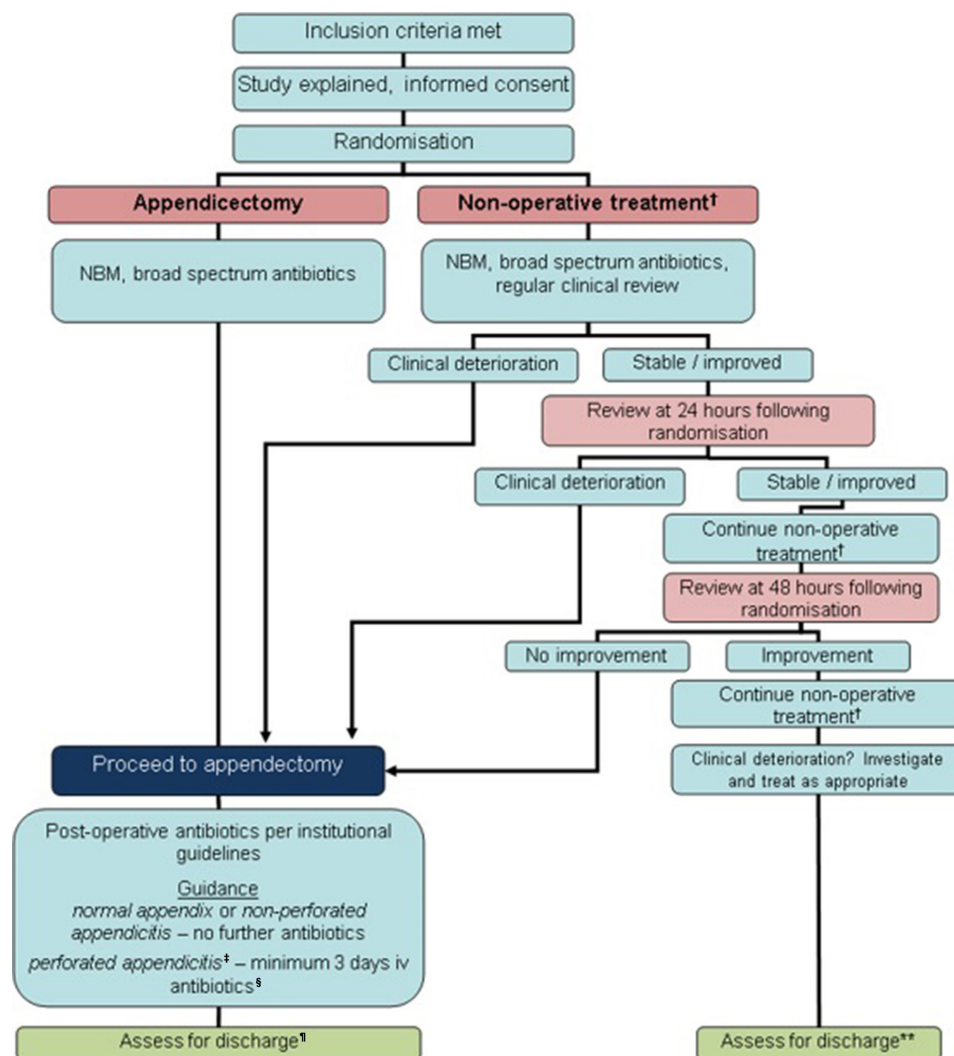 Inclusion criteria met
Study explained, informed consent
Randomisation
Appendicectomy
Non-operative treatment†
NBM, broad spectrum antibiotics
NBM, broad spectrum antibiotics,
regular clinical review
Clinical deterioration
Stable / improved
Review at 24 hours following
randomisation
Clinical deterioration
Stable / improved
Continue non-operative
treatment†
Review at 48 hours following
randomisation
No improvement
Improvement
Continue non-operative
treatment†
Proceed to appendectomy
Clinical deterioration? Investigate
and treat as appropriate
Post-operative antibiotics per institutional
guidelines
Guidance
normal appendix or non-perforated
appendicitis – no further antibiotics
perforated appendicitis‡ – minimum 3 days iv
antibiotics§
Assess for discharge¶
Assess for discharge**